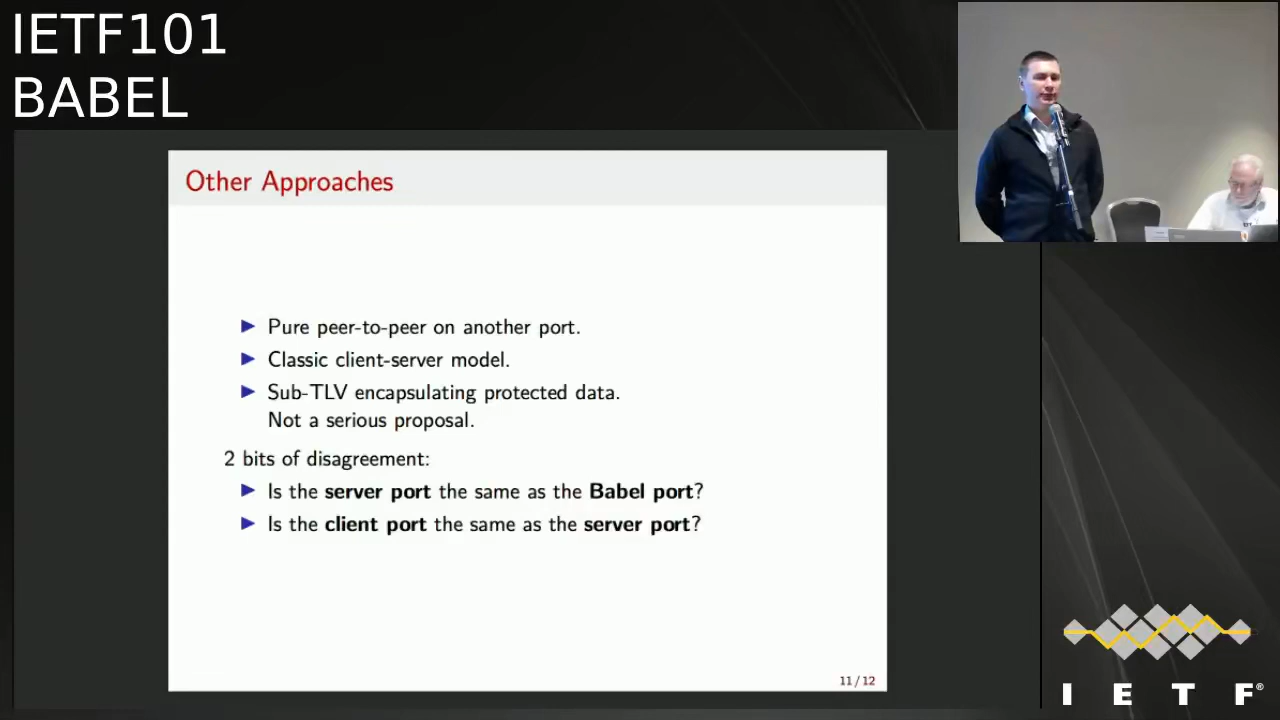 IETF101
BABEL
Other Approaches
Pure peer-to-peer on another port.
Classic client-server model.
Sub-TLV encapsulating protected data.
Not a serious proposal.
2 bits of disagreement:
Is the server port the same as the Babel port?
Is the client port the same as the server port?
11 / 12
I E T F®